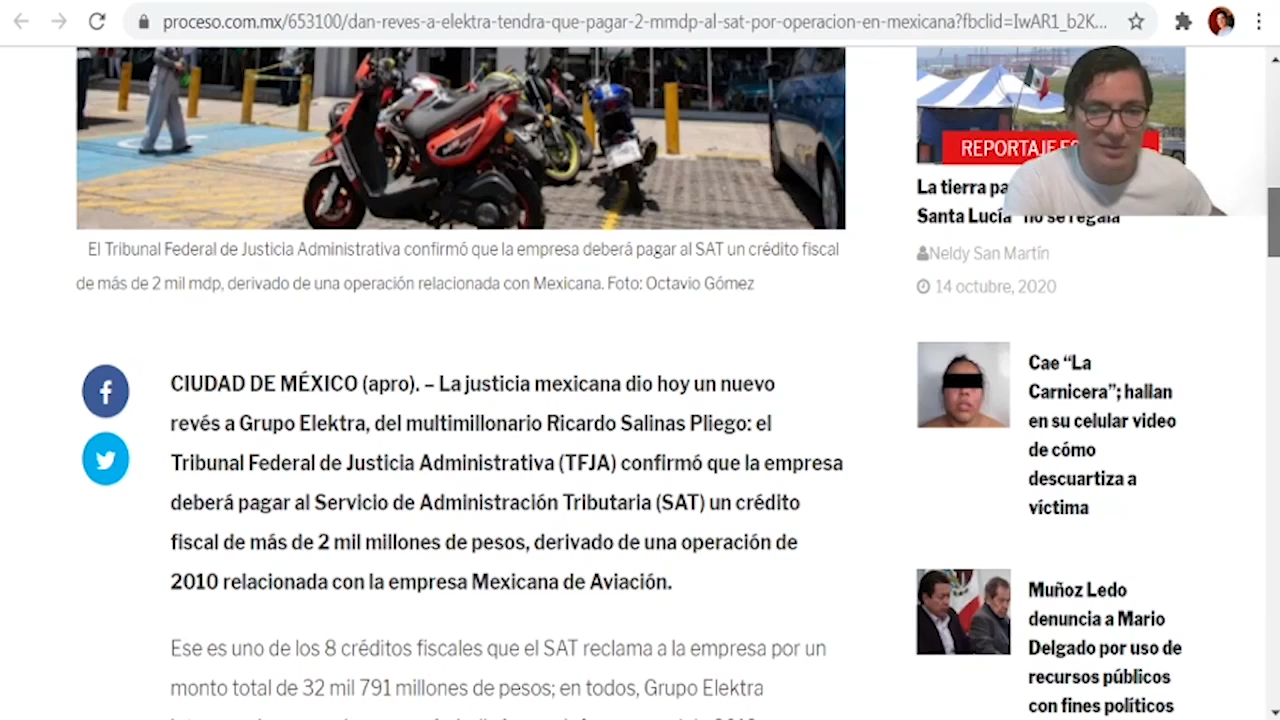 proceso.com.mx/653100/dan-reves-a-elektra-tendra-que-pagar-2-mmdp-al-sat-por-operacion-en-mexicana?fbclid=IwAR1_b2K...
El Tribunal Federal de Justicia Administrativa confirmó que la empresa deberá pagar al SAT un crédito fiscal
de más de 2 mil mdp, derivado de una operación relacionada con Mexicana. Foto: Octavio Gómez
CIUDAD DE MÉXICO (apro). – La justicia mexicana dio hoy un nuevo
revés a Grupo Elektra, del multimillonario Ricardo Salinas Pliego: el
Tribunal Federal de Justicia Administrativa (TFJA) confirmó que la empresa
deberá pagar al Servicio de Administración Tributaria (SAT) un crédito
fiscal de más de 2 mil millones de pesos, derivado de una operación de
2010 relacionada con la empresa Mexicana de Aviación.
Ese es uno de los 8 créditos fiscales que el SAT reclama a la empresa por un
monto total de 32 mil 791 millones de pesos; en todos, Grupo Elektra
REPORTAJE
La tierra
Santa Lucía "no se regala"
Neldy San Martín
14 octubre, 2020
Cae “La
Carnicera”; hallan
en su celular video
de cómo
descuartiza a
víctima
Muñoz Ledo
denuncia a Mario
Delgado por uso de
recursos públicos
con fines políticos